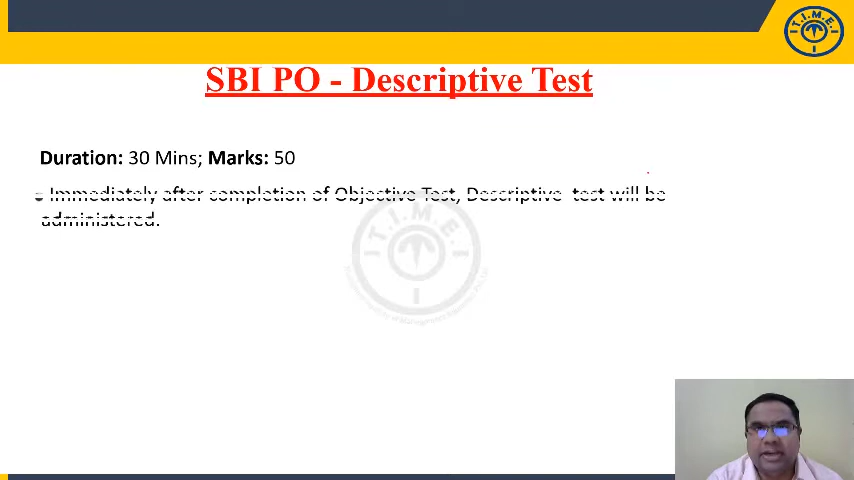 T.I.M.E.
SBI PO - Descriptive Test
Duration: 30 Mins; Marks: 50
• Immediately after completion of Objective Test, Descriptive test will be
administered.
T.I.M.E.